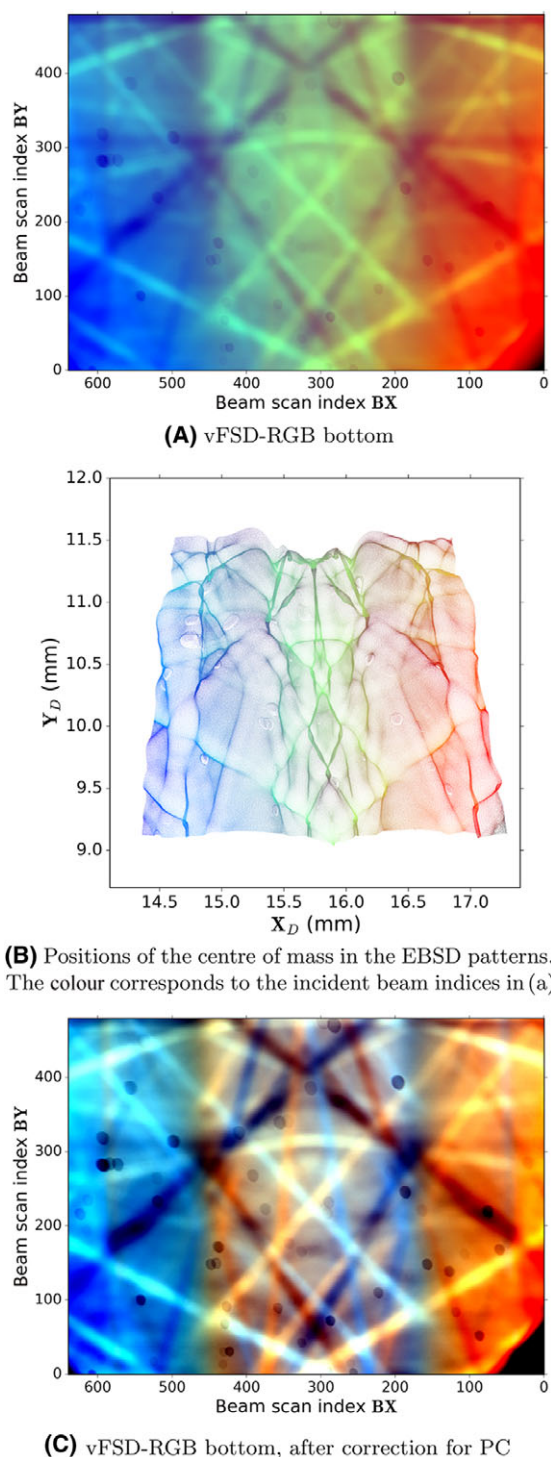 400
300
200
100
0
Beam scan index BY
600 500 400 300 200 100 0
Beam scan index BX
(A) vFSD-RGB bottom
12.0
11.5
11.0
10.5
10.0
9.5
9.0
Y_D (mm)
14.5 15.0 15.5 16.0 16.5 17.0
X_D (mm)
(B) Positions of the centre of mass in the EBSD patterns.
The colour corresponds to the incident beam indices in (a)
400
300
200
100
0
Beam scan index BY
600 500 400 300 200 100 0
Beam scan index BX
(C) vFSD-RGB bottom, after correction for PC